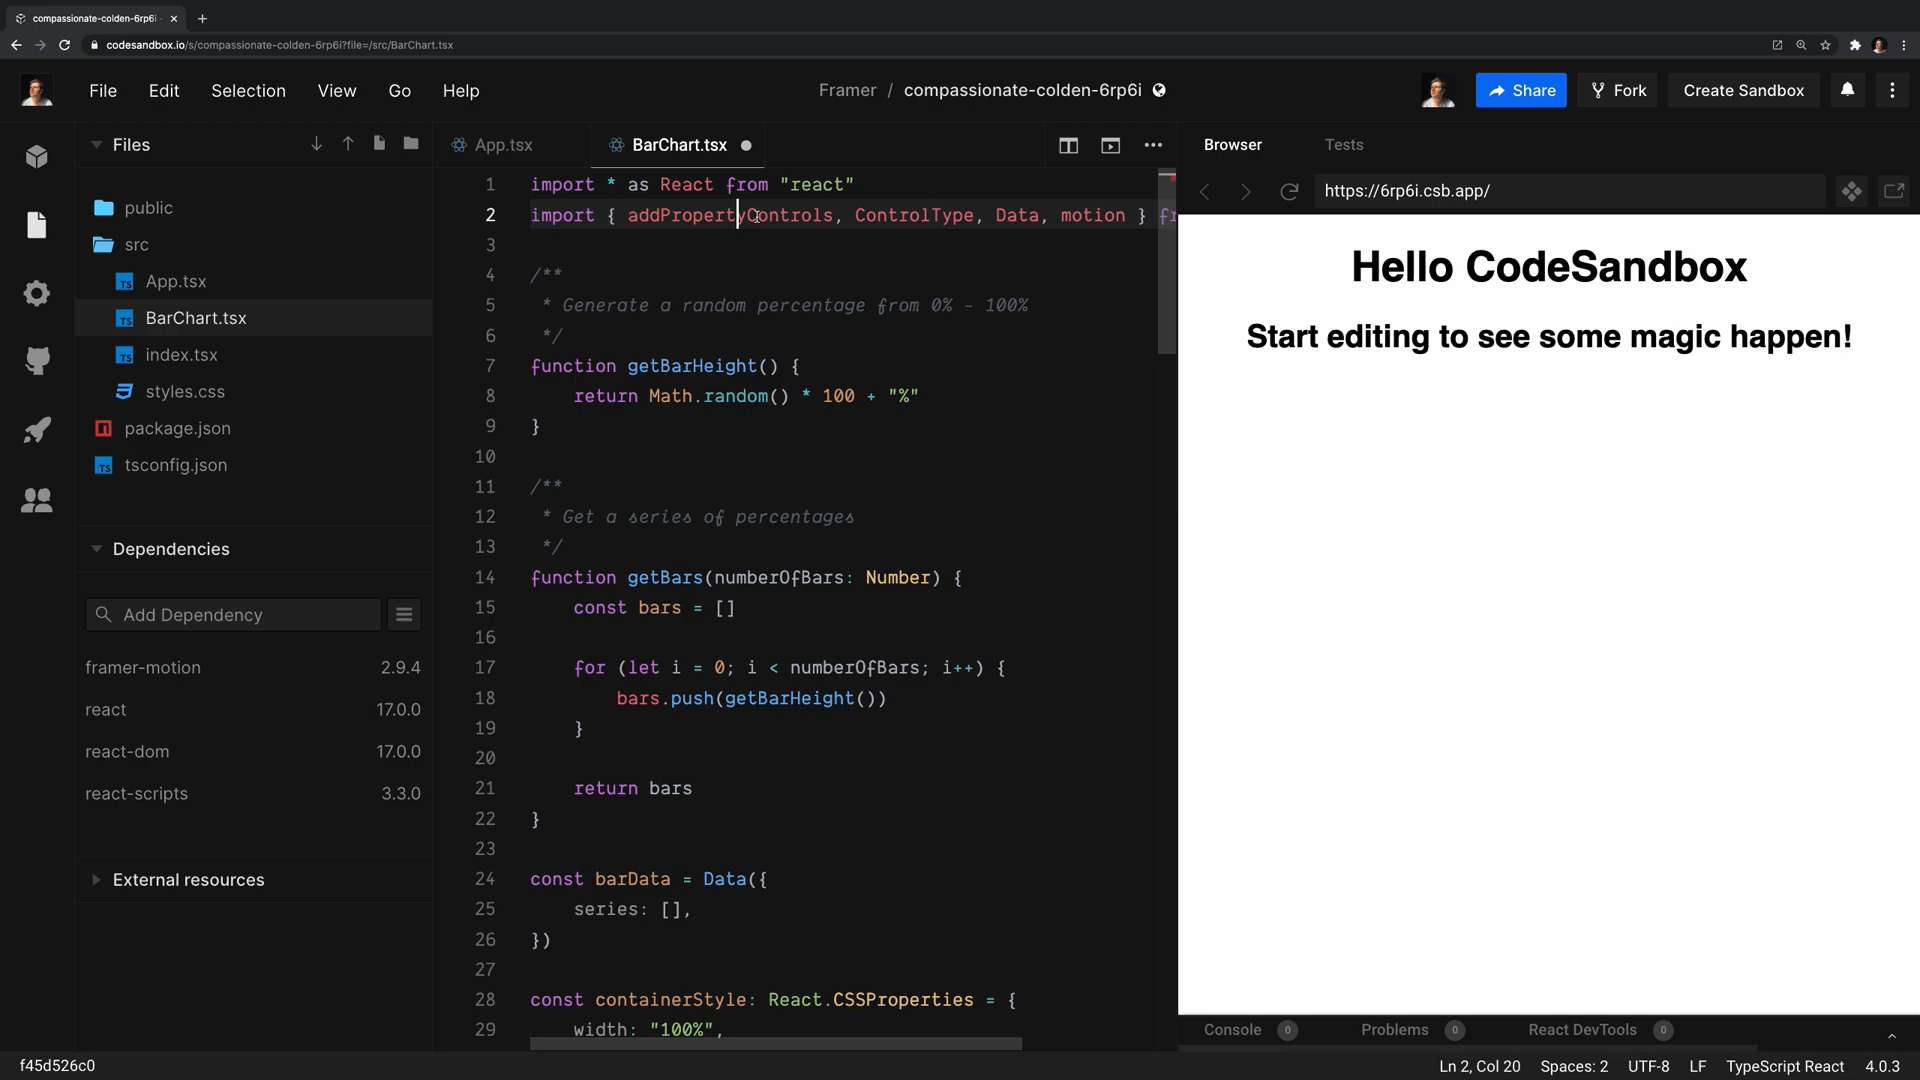 compassionate-colden-6rp6i -
codesandbox.io/s/compassionate-colden-6rp6i?file=/src/BarChart.tsx
File Edit Selection View Go Help
Framer / compassionate-colden-6rp6i
Share Fork Create Sandbox
Files
App.tsx BarChart.tsx
Browser Tests
https://6rp6i.csb.app/
public
src
App.tsx
BarChart.tsx
index.tsx
styles.css
package.json
tsconfig.json
Dependencies
Add Dependency
framer-motion 2.9.4
react 17.0.0
react-dom 17.0.0
react-scripts 3.3.0
External resources
1 import * as React from "react"
2 import { addPropertyControls, ControlType, Data, motion } fr
3
4 /**
5 * Generate a random percentage from 0% - 100%
6 */
7 function getBarHeight() {
8 return Math.random() * 100 + "%"
9 }
10
11 /**
12 * Get a series of percentages
13 */
14 function getBars(numberOfBars: Number) {
15 const bars = []
16
17 for (let i = 0; i < numberOfBars; i++) {
18 bars.push(getBarHeight())
19 }
20
21 return bars
22 }
23
24 const barData = Data({
25 series: [],
26 })
27
28 const containerStyle: React.CSSProperties = {
29 width: "100%",
Hello CodeSandbox
Start editing to see some magic happen!
Console 0 Problems 0 React DevTools 0
f45d526c0
Ln 2, Col 20 Spaces: 2 UTF-8 LF TypeScript React 4.0.3